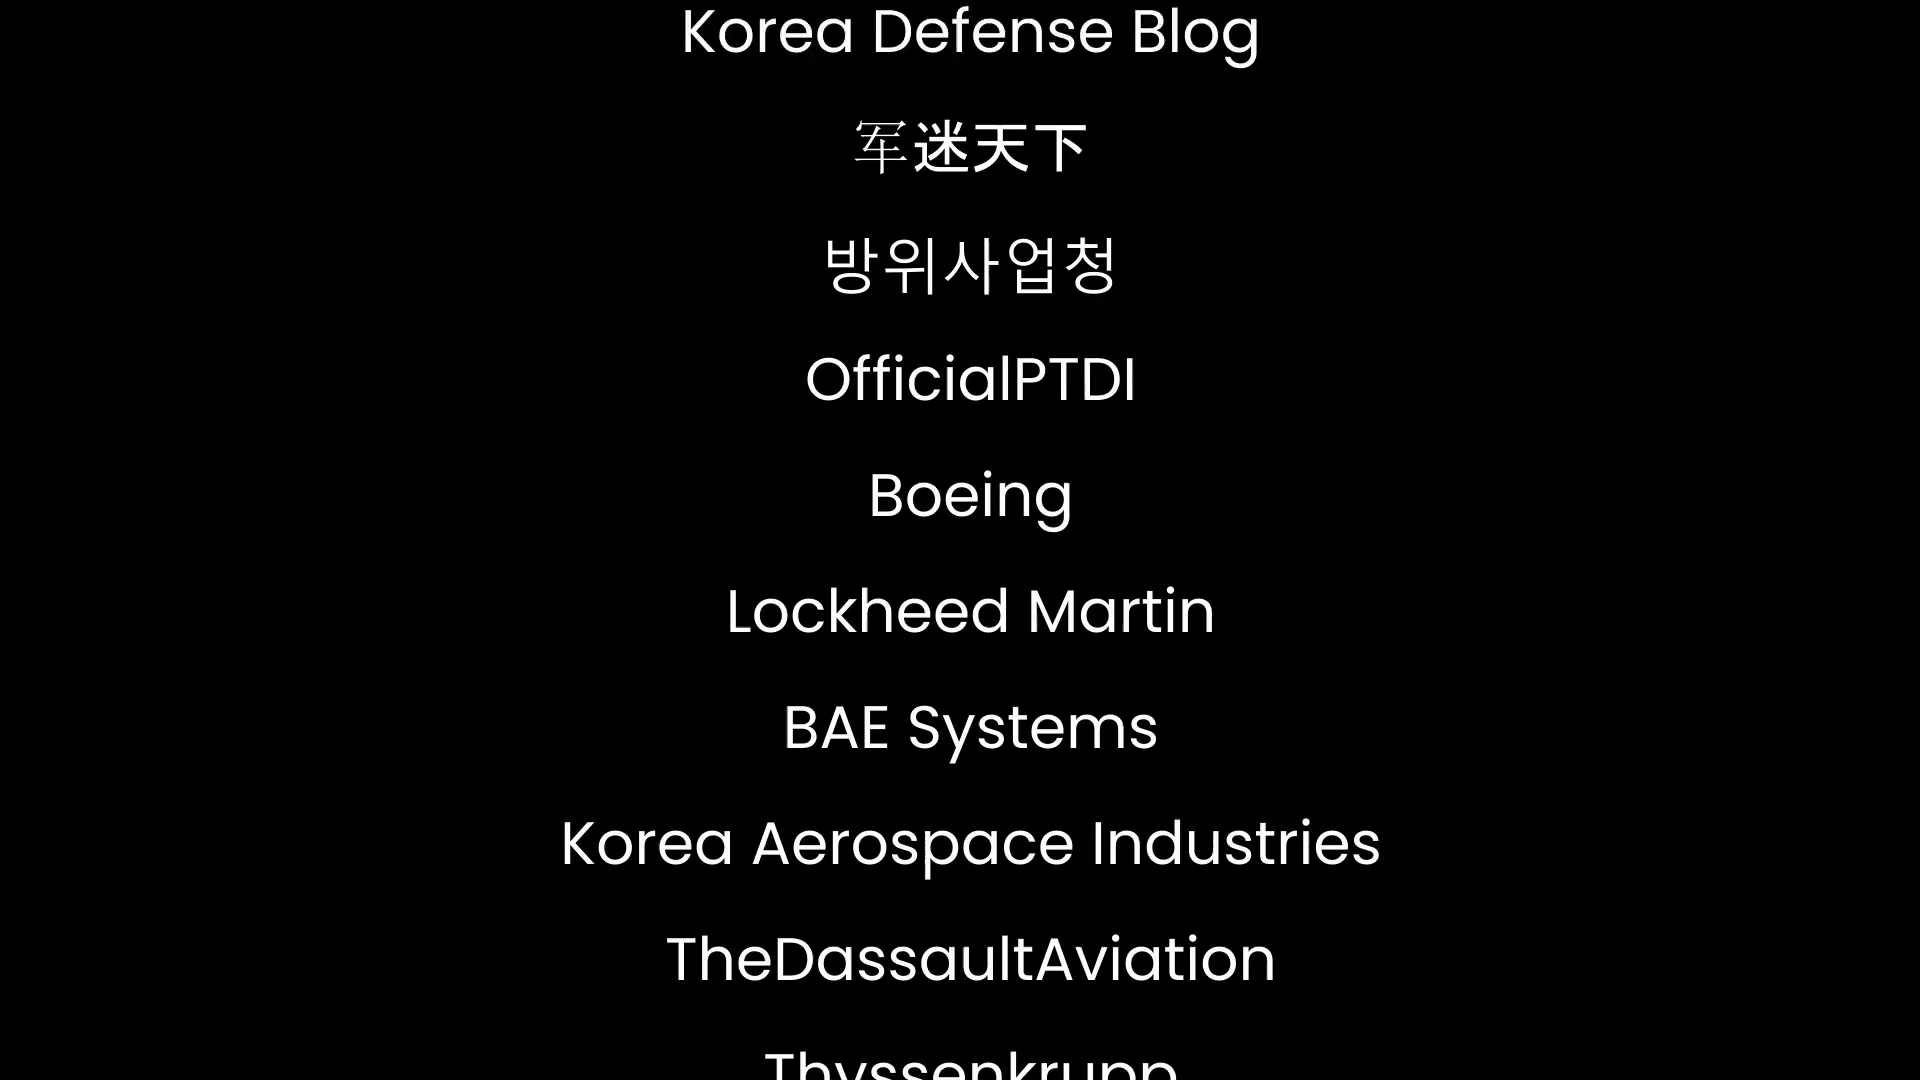 Korea Defense Blog
军迷天下
방위사업청
OfficialPTDI
Boeing
Lockheed Martin
BAE Systems
Korea Aerospace Industries
TheDassaultAviation
Thyssenkrupp